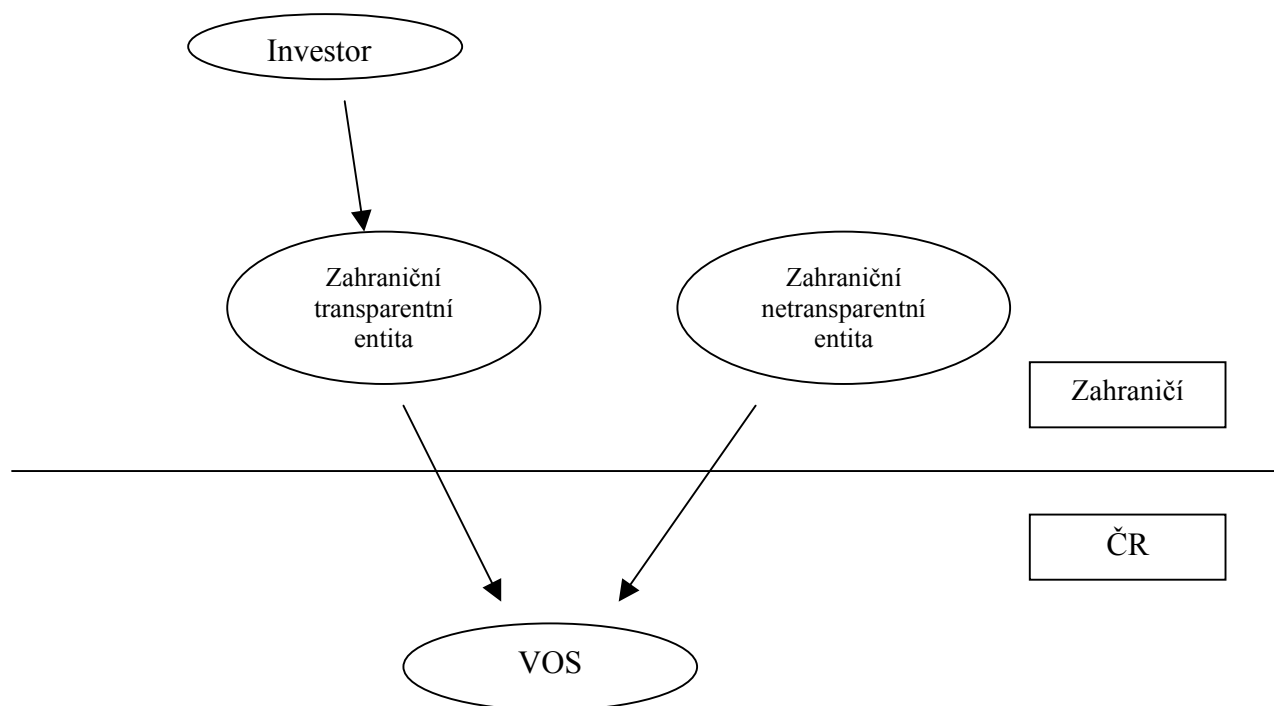 Investor
Zahraniční
transparentní
entita
Zahraniční
netransparentní
entita
Zahraničí
ČR
VOS